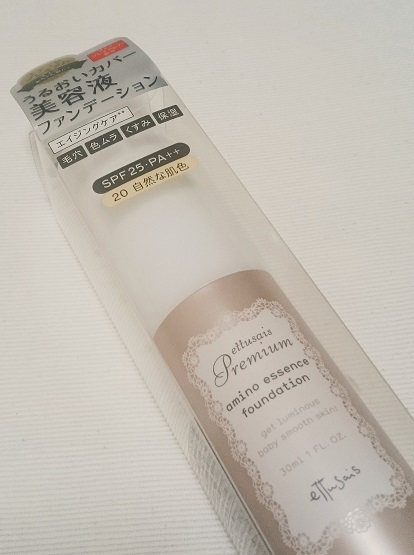 うるおいカバー
美容液
ファンデーション
エイジングケア**
毛穴 色ムラ くすみ 保湿
SPF25・PA++
20 自然な肌色
ettusais
Premium
amino essence
foundation
get luminous
baby smooth skin!
30ml 1 FL. OZ.
ettusais